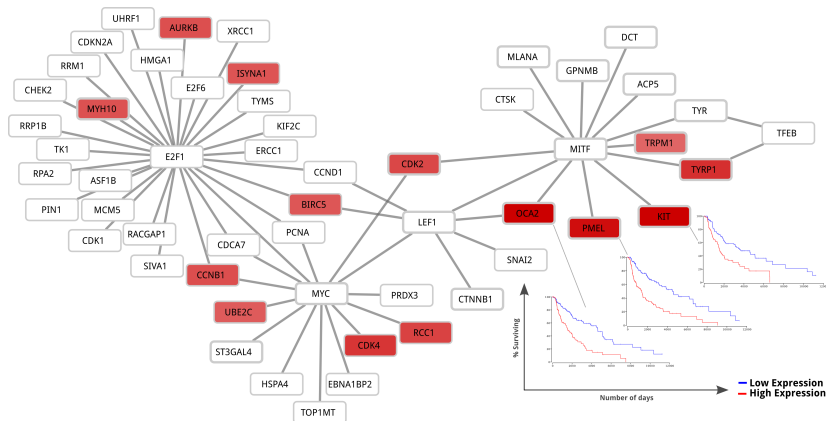 UHRF1
AURKB
XRCC1
CDKN2A
HMGA1
RRM1
ISYNA1
CHEK2
E2F6
MYH10
TYMS
RRP1B
KIF2C
TK1
E2F1
ERCC1
RPA2
ASF1B
CCND1
PIN1
MCM5
BIRC5
CDK1
RACGAP1
CDCA7
PCNA
SIVA1
CCNB1
MYC
PRDX3
UBE2C
RCC1
CDK4
ST3GAL4
HSPA4
EBNA1BP2
TOP1MT
CDK2
LEF1
SNAI2
CTNNB1
DCT
MLANA
GPNMB
ACP5
CTSK
TYR
TFEB
MITF
TRPM1
TYRP1
OCA2
PMEL
KIT
% Surviving
Number of days
Low Expression
High Expression